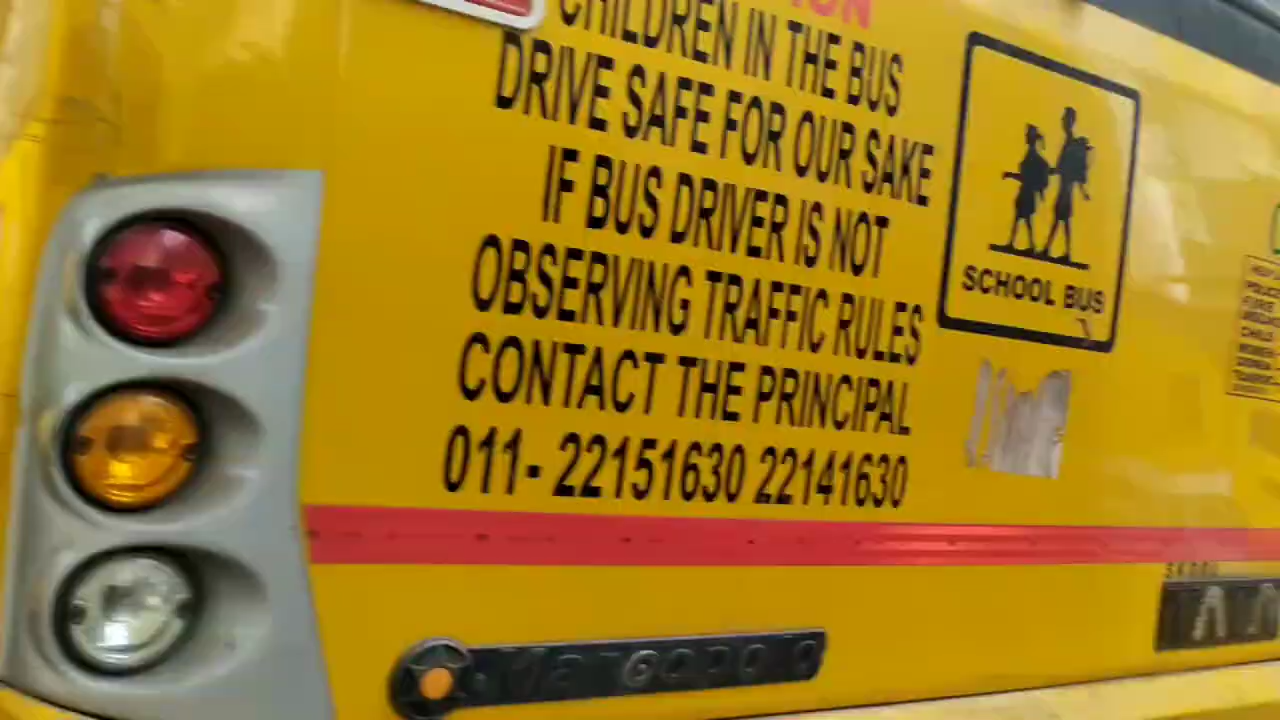 CHILDREN IN THE BUS
DRIVE SAFE FOR OUR SAKE
IF BUS DRIVER IS NOT
OBSERVING TRAFFIC RULES
CONTACT THE PRINCIPAL
011- 22151630 22141630
SCHOOL BUS